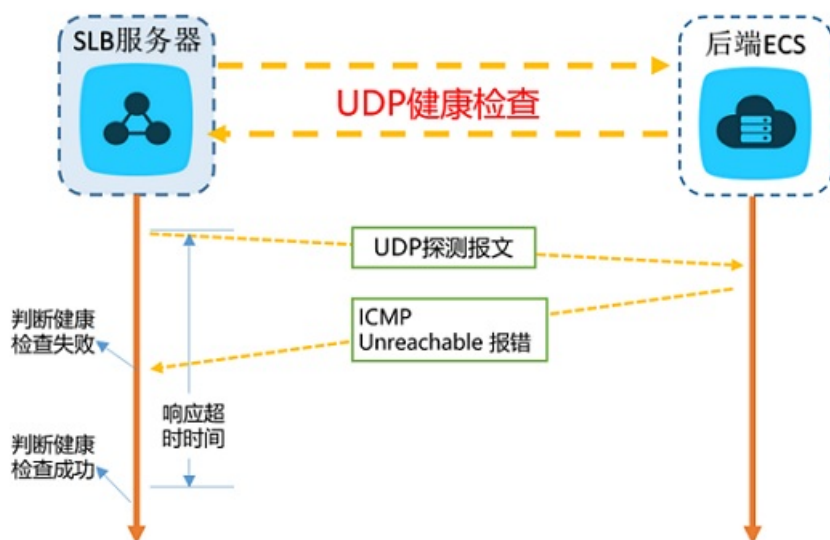 SLB服务器
后端ECS
UDP健康检查
UDP探测报文
ICMP
Unreachable 报错
判断健康
检查失败
响应超
时时间
判断健康
检查成功